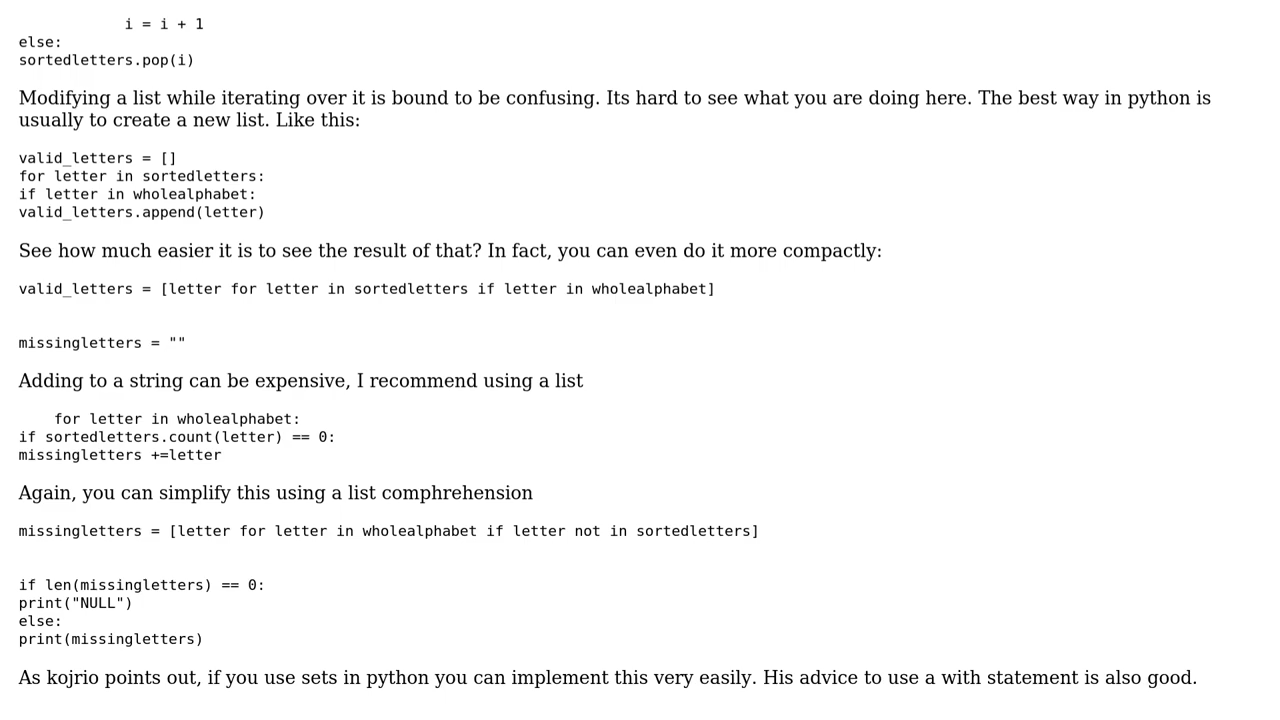 i = i + 1
else:
sortedletters.pop(i)
Modifying a list while iterating over it is bound to be confusing. Its hard to see what you are doing here. The best way in python is
usually to create a new list. Like this:
valid_letters = []
for letter in sortedletters:
if letter in wholealphabet:
valid_letters.append(letter)
See how much easier it is to see the result of that? In fact, you can even do it more compactly:
valid_letters = [letter for letter in sortedletters if letter in wholealphabet]
missingletters = ""
Adding to a string can be expensive, I recommend using a list
    for letter in wholealphabet:
if sortedletters.count(letter) == 0:
missingletters +=letter
Again, you can simplify this using a list comphrehension
missingletters = [letter for letter in wholealphabet if letter not in sortedletters]
if len(missingletters) == 0:
print("NULL")
else:
print(missingletters)
As kojrio points out, if you use sets in python you can implement this very easily. His advice to use a with statement is also good.